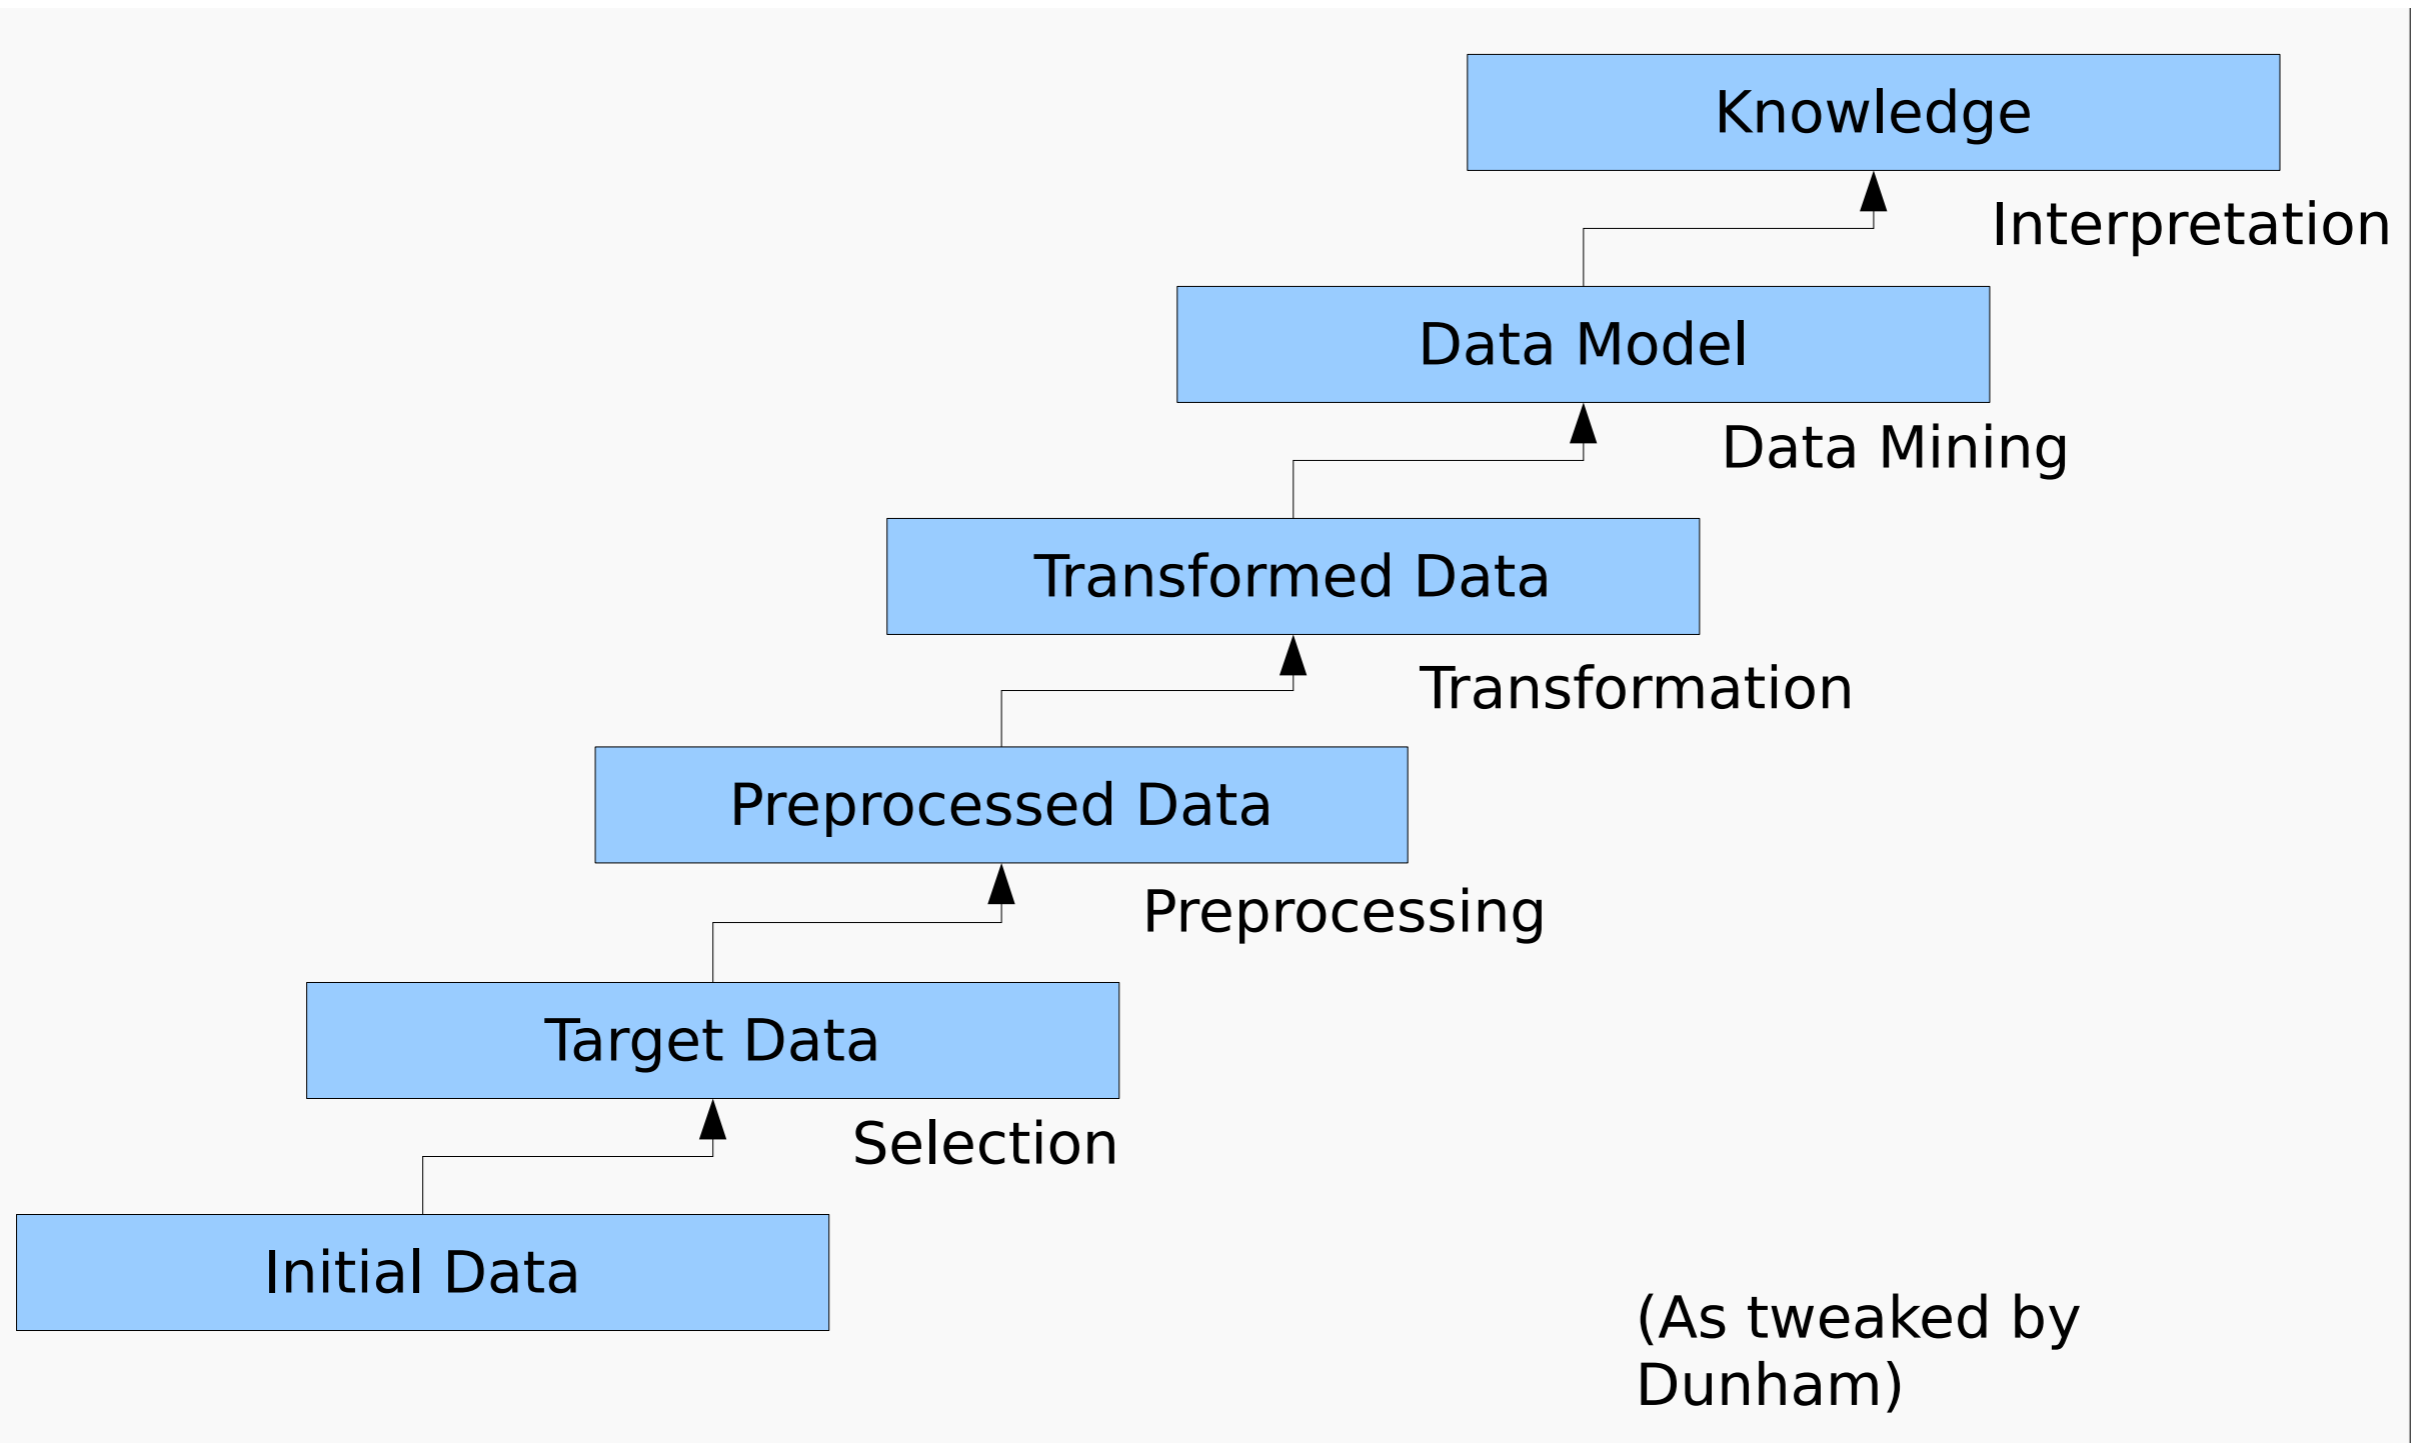 Knowledge
Interpretation
Data Model
Data Mining
Transformed Data
Transformation
Preprocessed Data
Preprocessing
Target Data
Selection
Initial Data
(As tweaked by
Dunham)